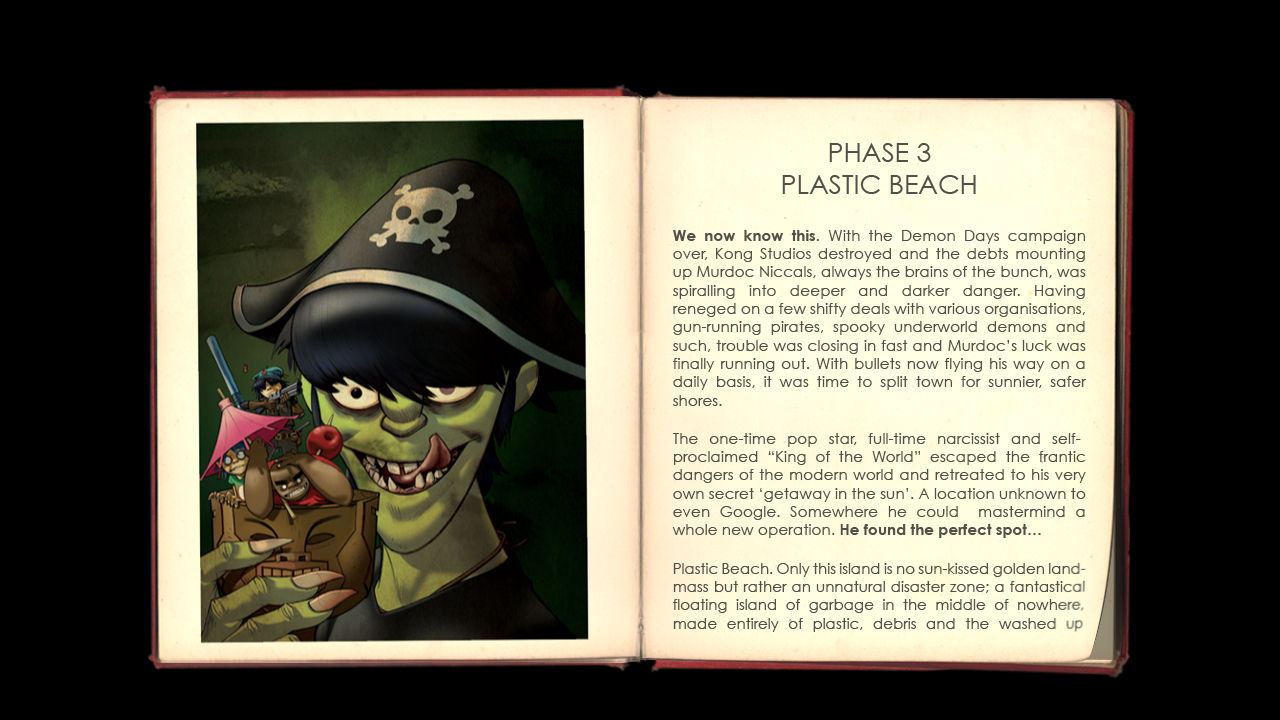 PHASE 3
PLASTIC BEACH
We now know this. With the Demon Days campaign
over, Kong Studios destroyed and the debts mounting
up Murdoc Niccals, always the brains of the bunch, was
spiralling into deeper and darker danger. Having
reneged on a few shifty deals with various organisations,
gun-running pirates, spooky underworld demons and
such, trouble was closing in fast and Murdoc's luck was
finally running out. With bullets now flying his way on a
daily basis, it was time to split town for sunnier, safer
shores.
The one-time pop star, full-time narcissist and self-
proclaimed “King of the World” escaped the frantic
dangers of the modern world and retreated to his very
own secret ‘getaway in the sun’. A location unknown to
even Google. Somewhere he could mastermind a
whole new operation. He found the perfect spot...
Plastic Beach. Only this island is no sun-kissed golden land-
mass but rather an unnatural disaster zone; a fantastical
floating island of garbage in the middle of nowhere,
made entirely of plastic, debris and the washed up